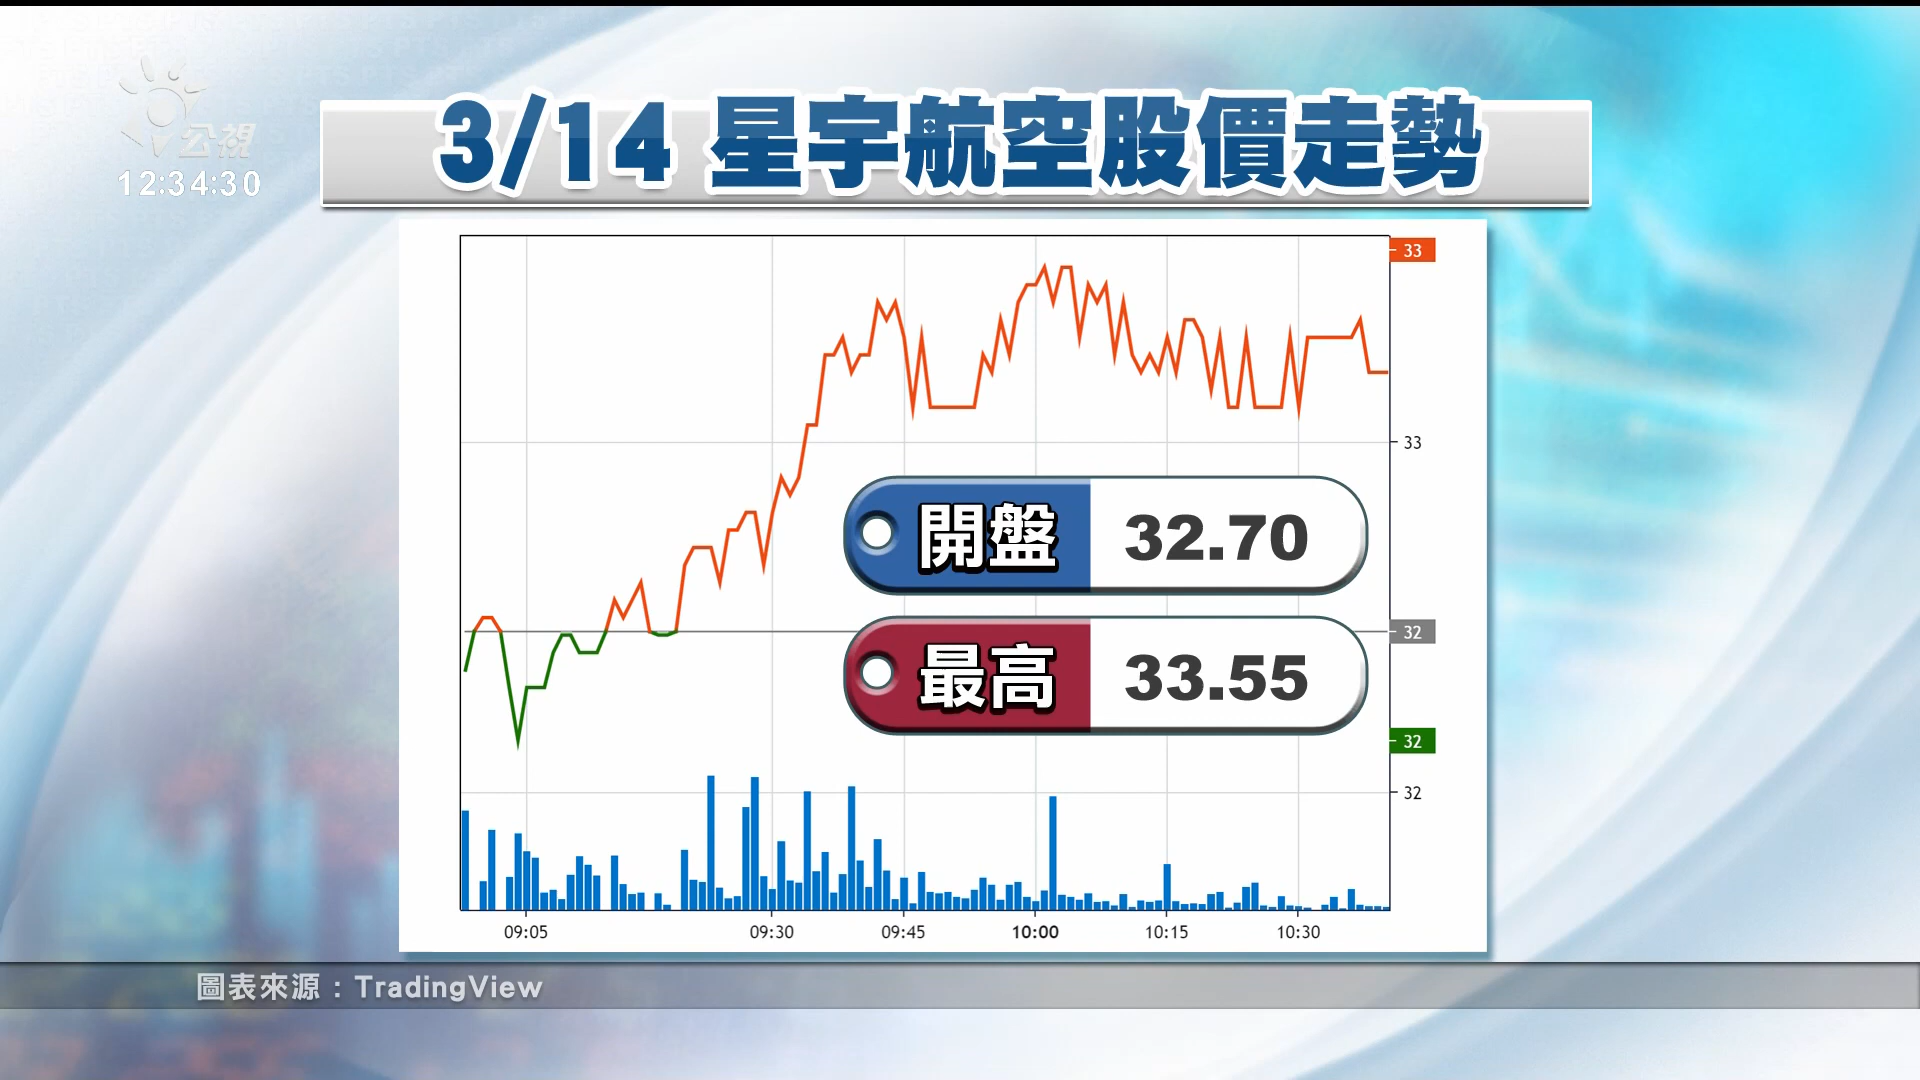 公視
12:34:30
3/14 星宇航空股價走勢
33
33
開盤 32.70
32
最高 33.55
32
32
09:05 09:30 09:45 10:00 10:15 10:30
圖表來源：TradingView